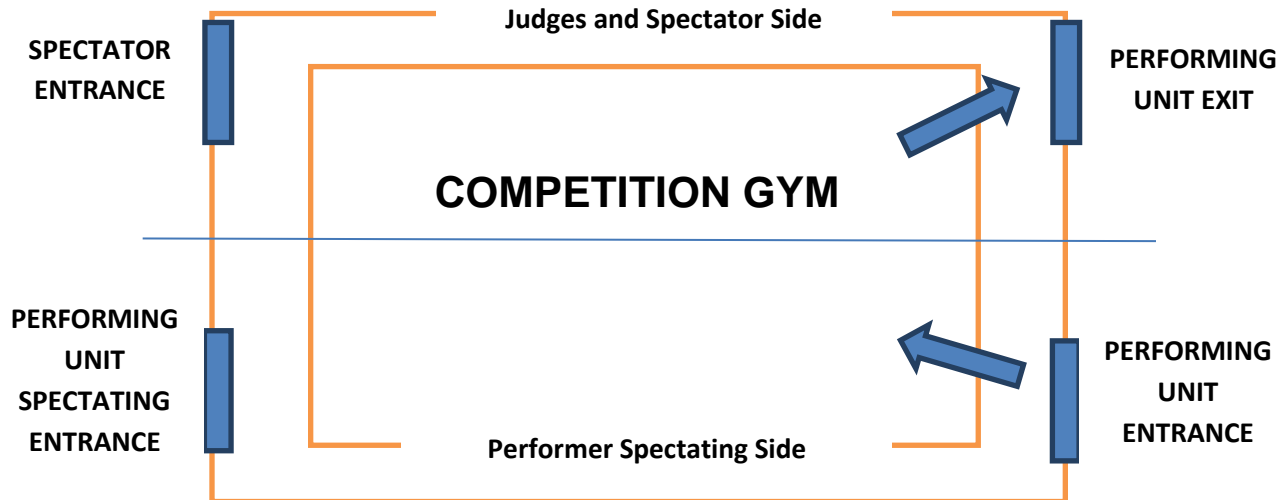 Judges and Spectator Side
SPECTATOR
ENTRANCE
PERFORMING
UNIT EXIT
COMPETITION GYM
PERFORMING
UNIT
SPECTATING
ENTRANCE
PERFORMING
UNIT
ENTRANCE
Performer Spectating Side